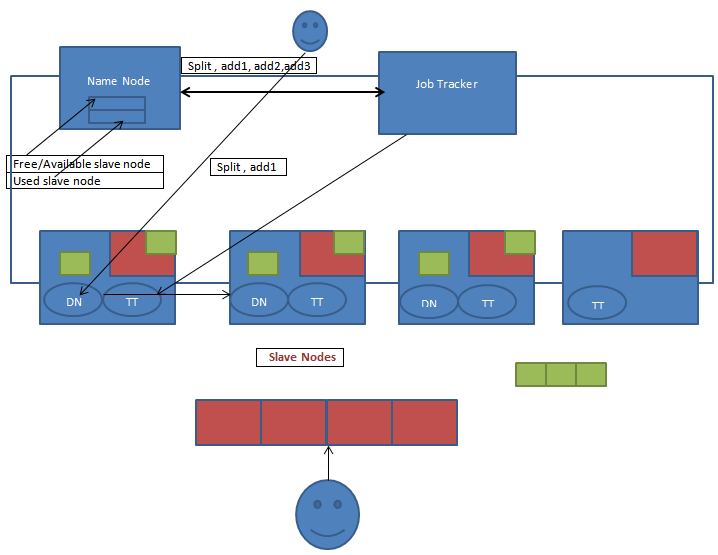 Split , add1, add2,add3
Name Node
Job Tracker
Free/Available slave node
Used slave node
Split , add1
DN
TT
DN
TT
DN
TT
TT
Slave Nodes